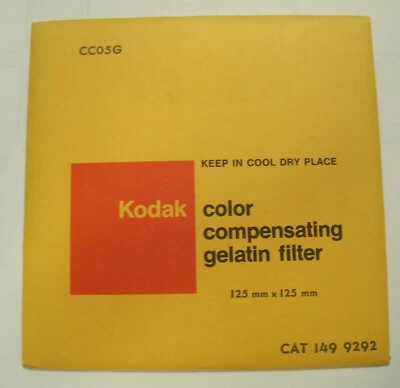 CC05G
KEEP IN COOL DRY PLACE
Kodak color
compensating
gelatin filter
125 mm x 125 mm
CAT 149 9292